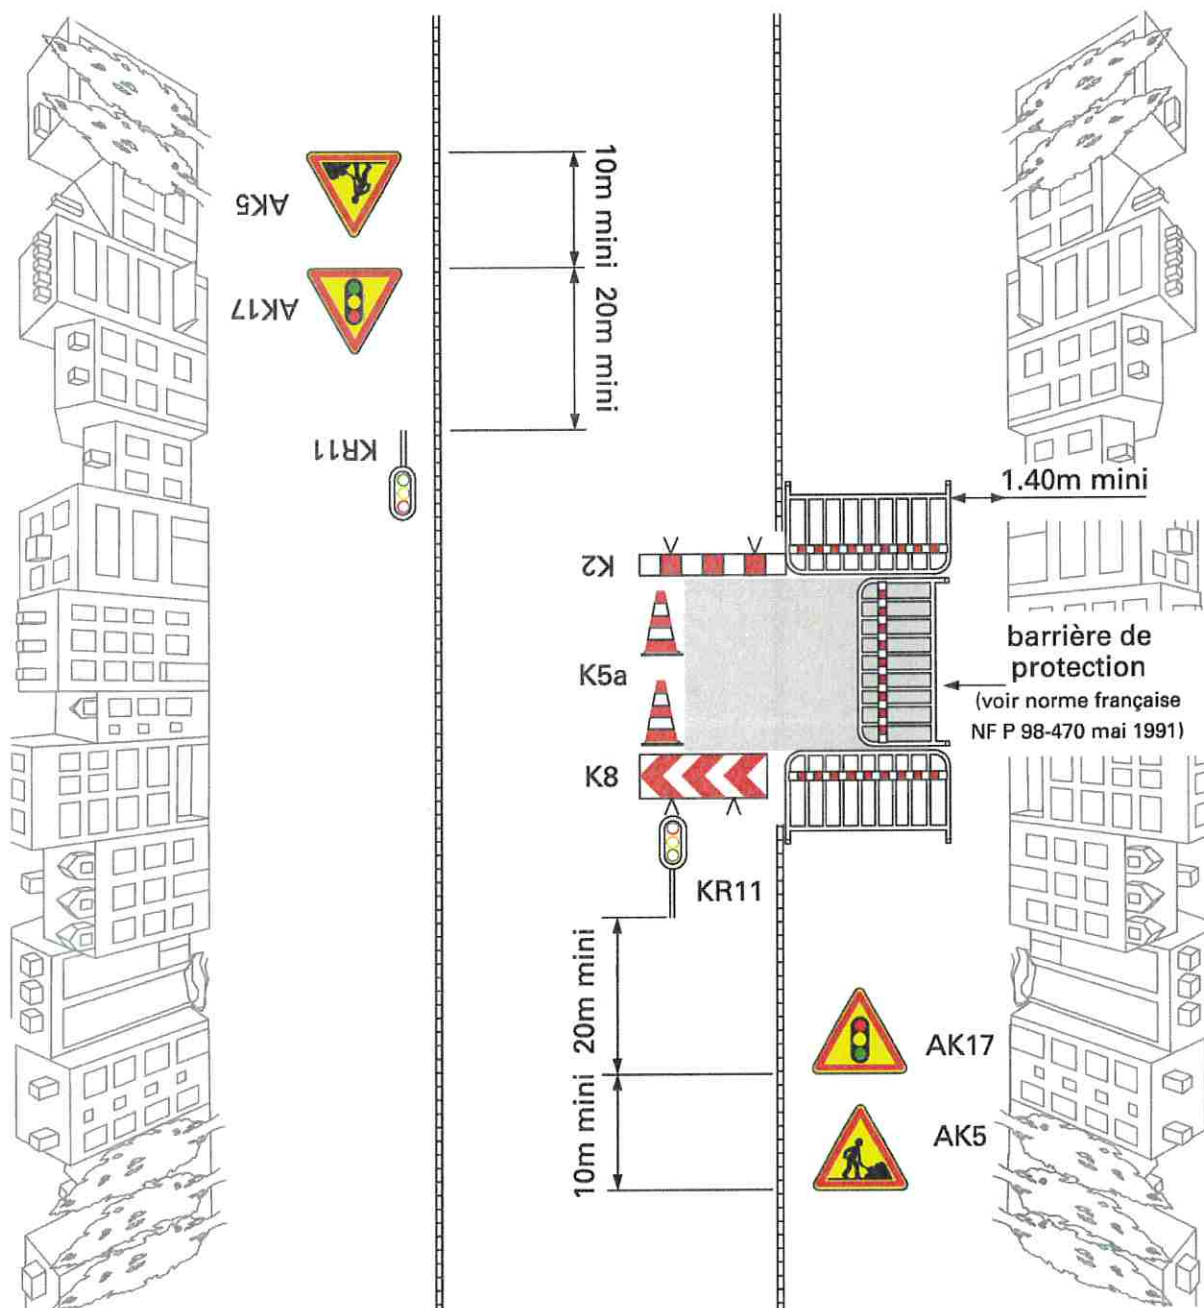 AK5
10m mini
AK17
20m mini
KR11
1.40m mini
K2
barrière de
protection
(voir norme française
NF P 98-470 mai 1991)
K5a
K8
KR11
20m mini
AK17
10m mini
AK5